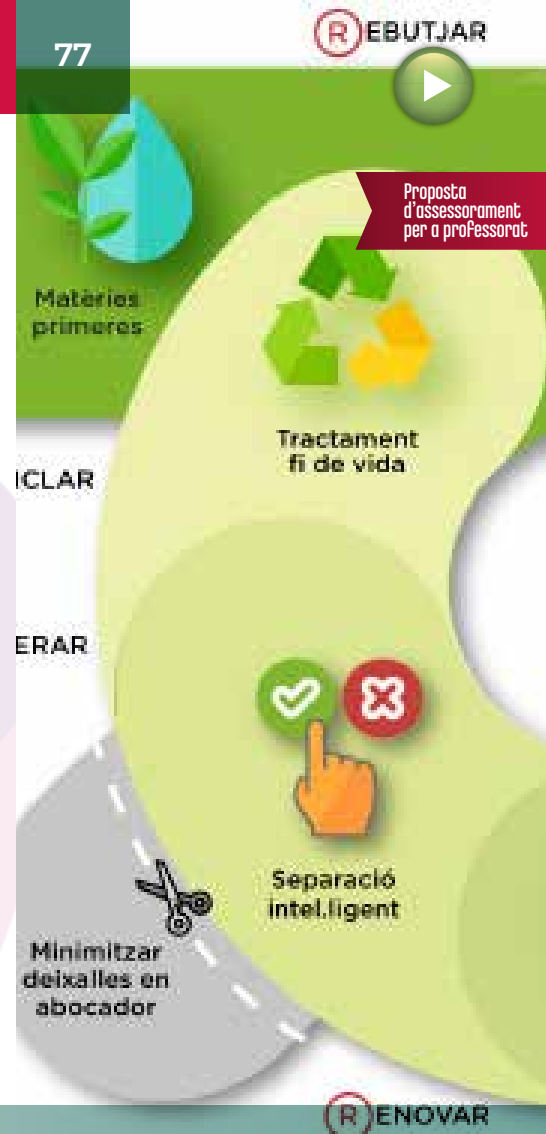 77
REBUTJAR
Proposta
d'assessorament
per a professorat
Matèries
primeres
Tractament
fi de vida
ICLAR
ERAR
Separació
intel.ligent
Minimitzar
deixalles en
abocador
RENOVAR